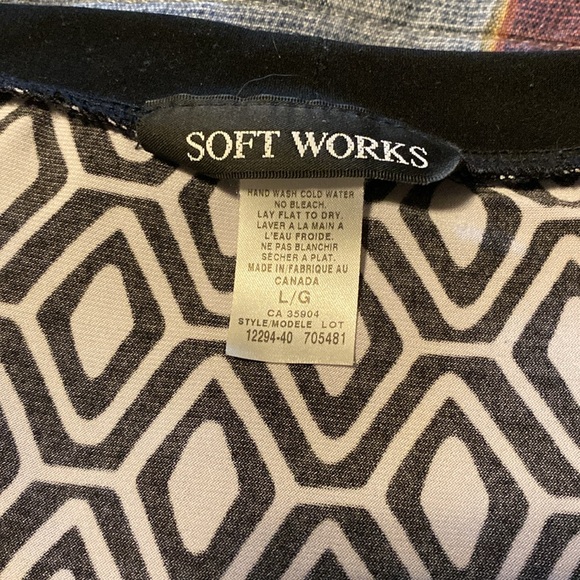 SOFT WORKS
HAND WASH COLD WATER
NO BLEACH.
LAY FLAT TO DRY.
LAVER A LA MAIN A
L'EAU FROIDE.
NE PAS BLANCHIR
SÉCHER A PLAT.
MADE IN/FABRIQUE AU
CANADA
L/G
CA 35904
STYLE/MODELE LOT
12294-40 705481